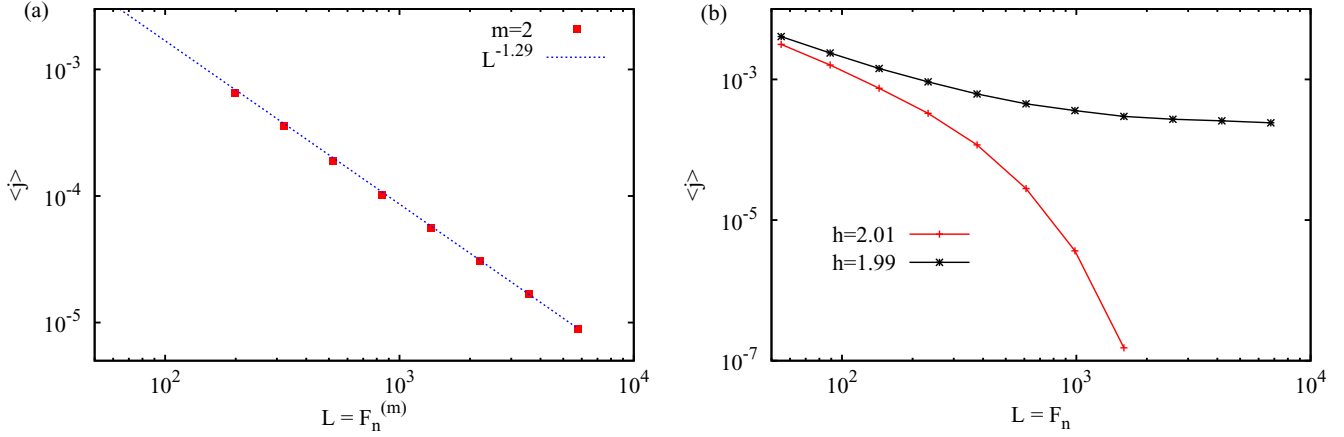 (a)
m=2
L^-1.29
10^-3
10^-4
10^-5
<j>
10^2
10^3
10^4
L = F_n^(m)
(b)
10^-3
10^-5
10^-7
<j>
h=2.01
h=1.99
10^2
10^3
10^4
L = F_n